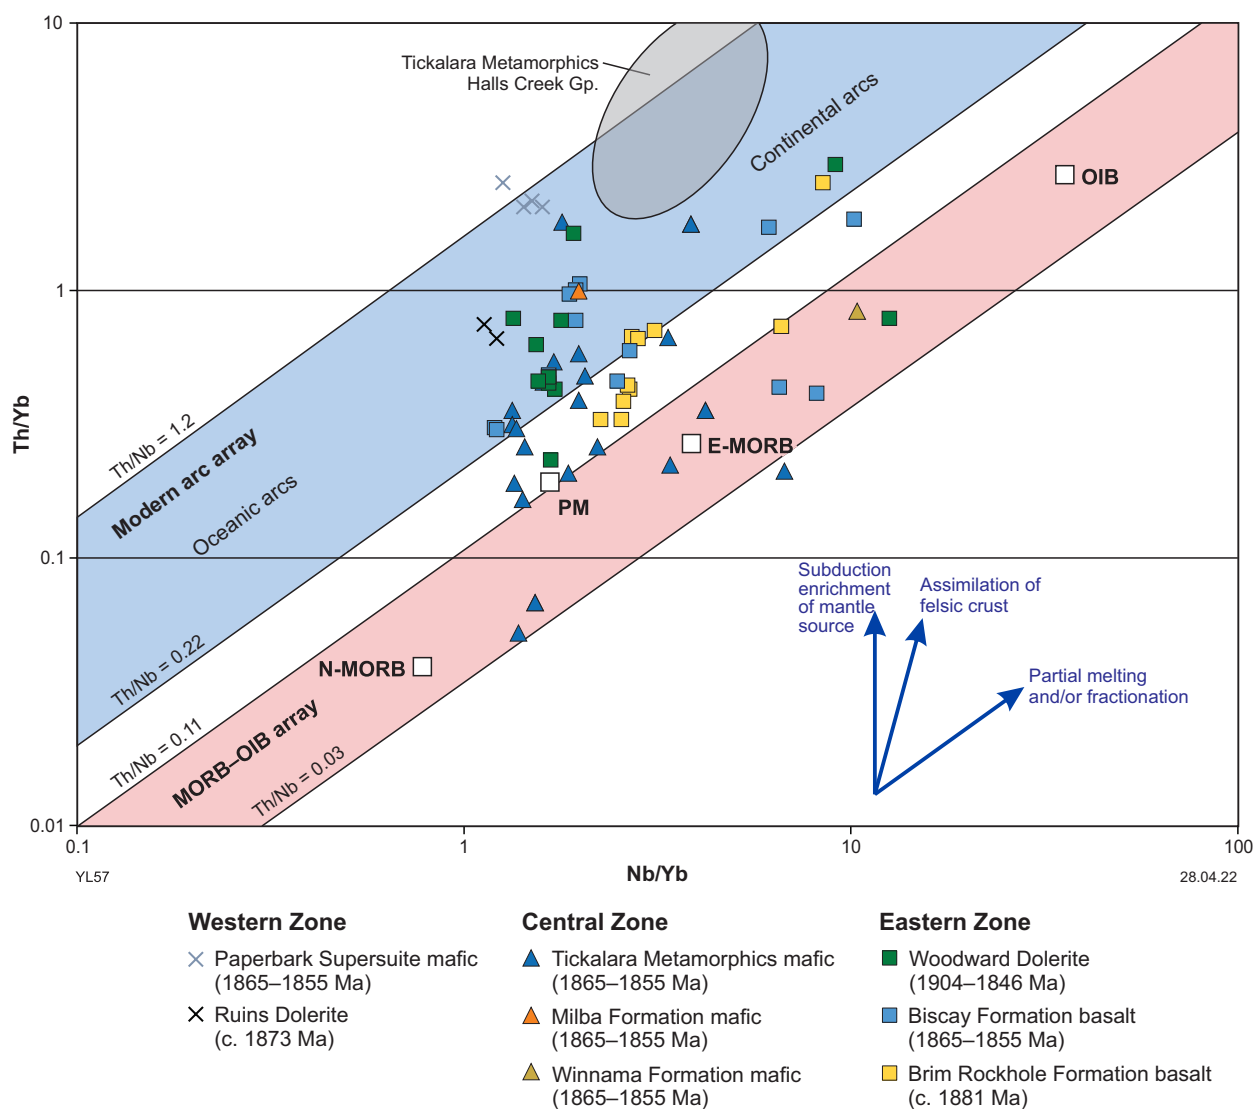 10
Tickalara Metamorphics
Halls Creek Gp.
Continental arcs
OIB
1
Th/Yb
Th/Nb = 1.2
Modern arc array
Oceanic arcs
E-MORB
PM
0.1
Subduction
enrichment
of mantle
source
Assimilation of
felsic crust
Th/Nb = 0.22
N-MORB
Partial melting
and/or fractionation
Th/Nb = 0.11
MORB–OIB array
Th/Nb = 0.03
0.01
0.1
1
10
100
Nb/Yb
YL57
28.04.22
Western Zone
Paperbark Supersuite mafic
(1865–1855 Ma)
Ruins Dolerite
(c. 1873 Ma)
Central Zone
Tickalara Metamorphics mafic
(1865–1855 Ma)
Milba Formation mafic
(1865–1855 Ma)
Winnama Formation mafic
(1865–1855 Ma)
Eastern Zone
Woodward Dolerite
(1904–1846 Ma)
Biscay Formation basalt
(1865–1855 Ma)
Brim Rockhole Formation basalt
(c. 1881 Ma)